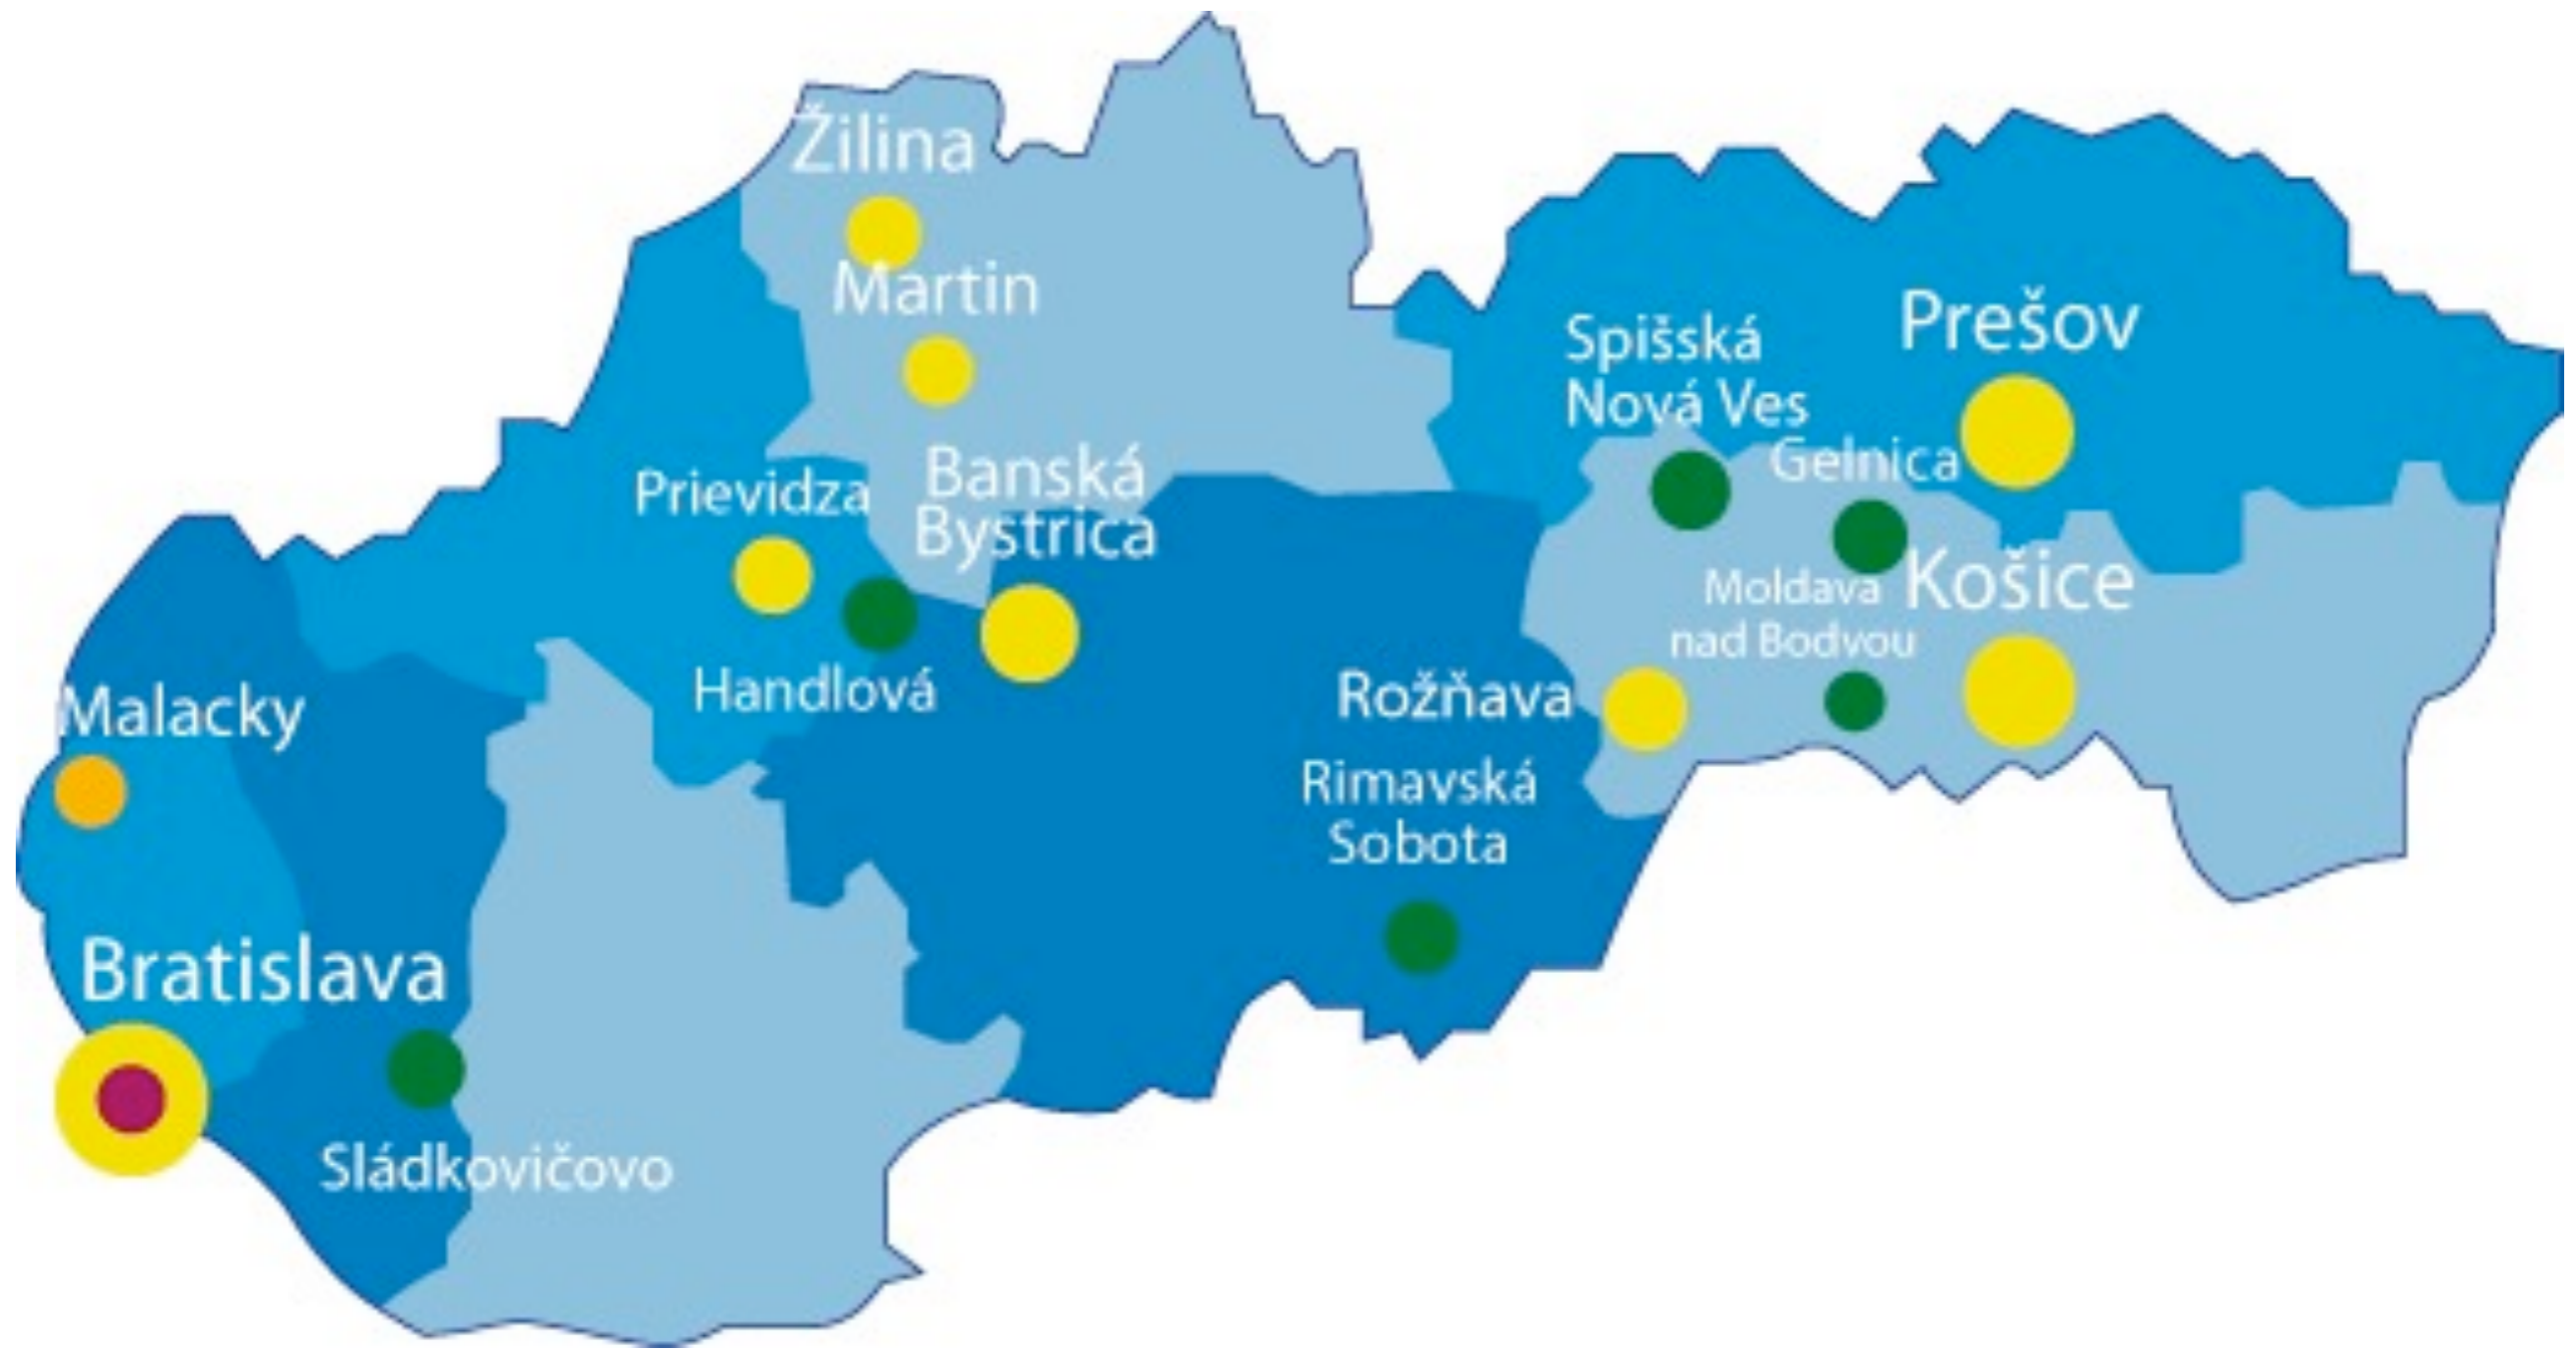 Žilina
Martin
Spišská
Nová Ves
Prešov
Gelnica
Prievidza
Banská
Bystrica
Moldava
nad Bodvou
Košice
Handlová
Rožňava
Malacky
Rimavská
Sobota
Bratislava
Sládkovičovo